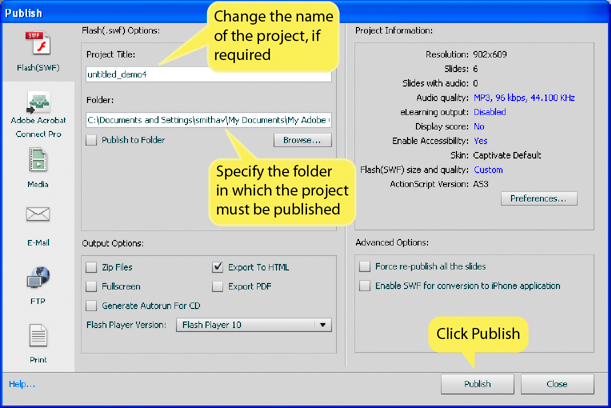 Publish
SWF
Flash(SWF)
Adobe Acrobat
Connect Pro
Media
E-Mail
FTP
Print
Flash(.swf) Options:
Change the name
of the project, if
required
Project Title:
untitled_demo4
Folder:
C:\Documents and Settings\smithav\My Documents\My Adobe
Publish to Folder
Browse...
Specify the folder
in which the project
must be published
Output Options:
Zip Files
Export To HTML
Fullscreen
Export PDF
Generate Autorun For CD
Flash Player Version:
Flash Player 10
Project Information:
Resolution: 902x609
Slides: 6
Slides with audio: 0
Audio quality: MP3, 96 kbps, 44.100 KHz
eLearning output: Disabled
Display score: No
Enable Accessibility: Yes
Skin: Captivate Default
Flash(SWF) size and quality: Custom
ActionScript Version: AS3
Preferences...
Advanced Options:
Force re-publish all the slides
Enable SWF for conversion to iPhone application
Click Publish
Help...
Publish
Close